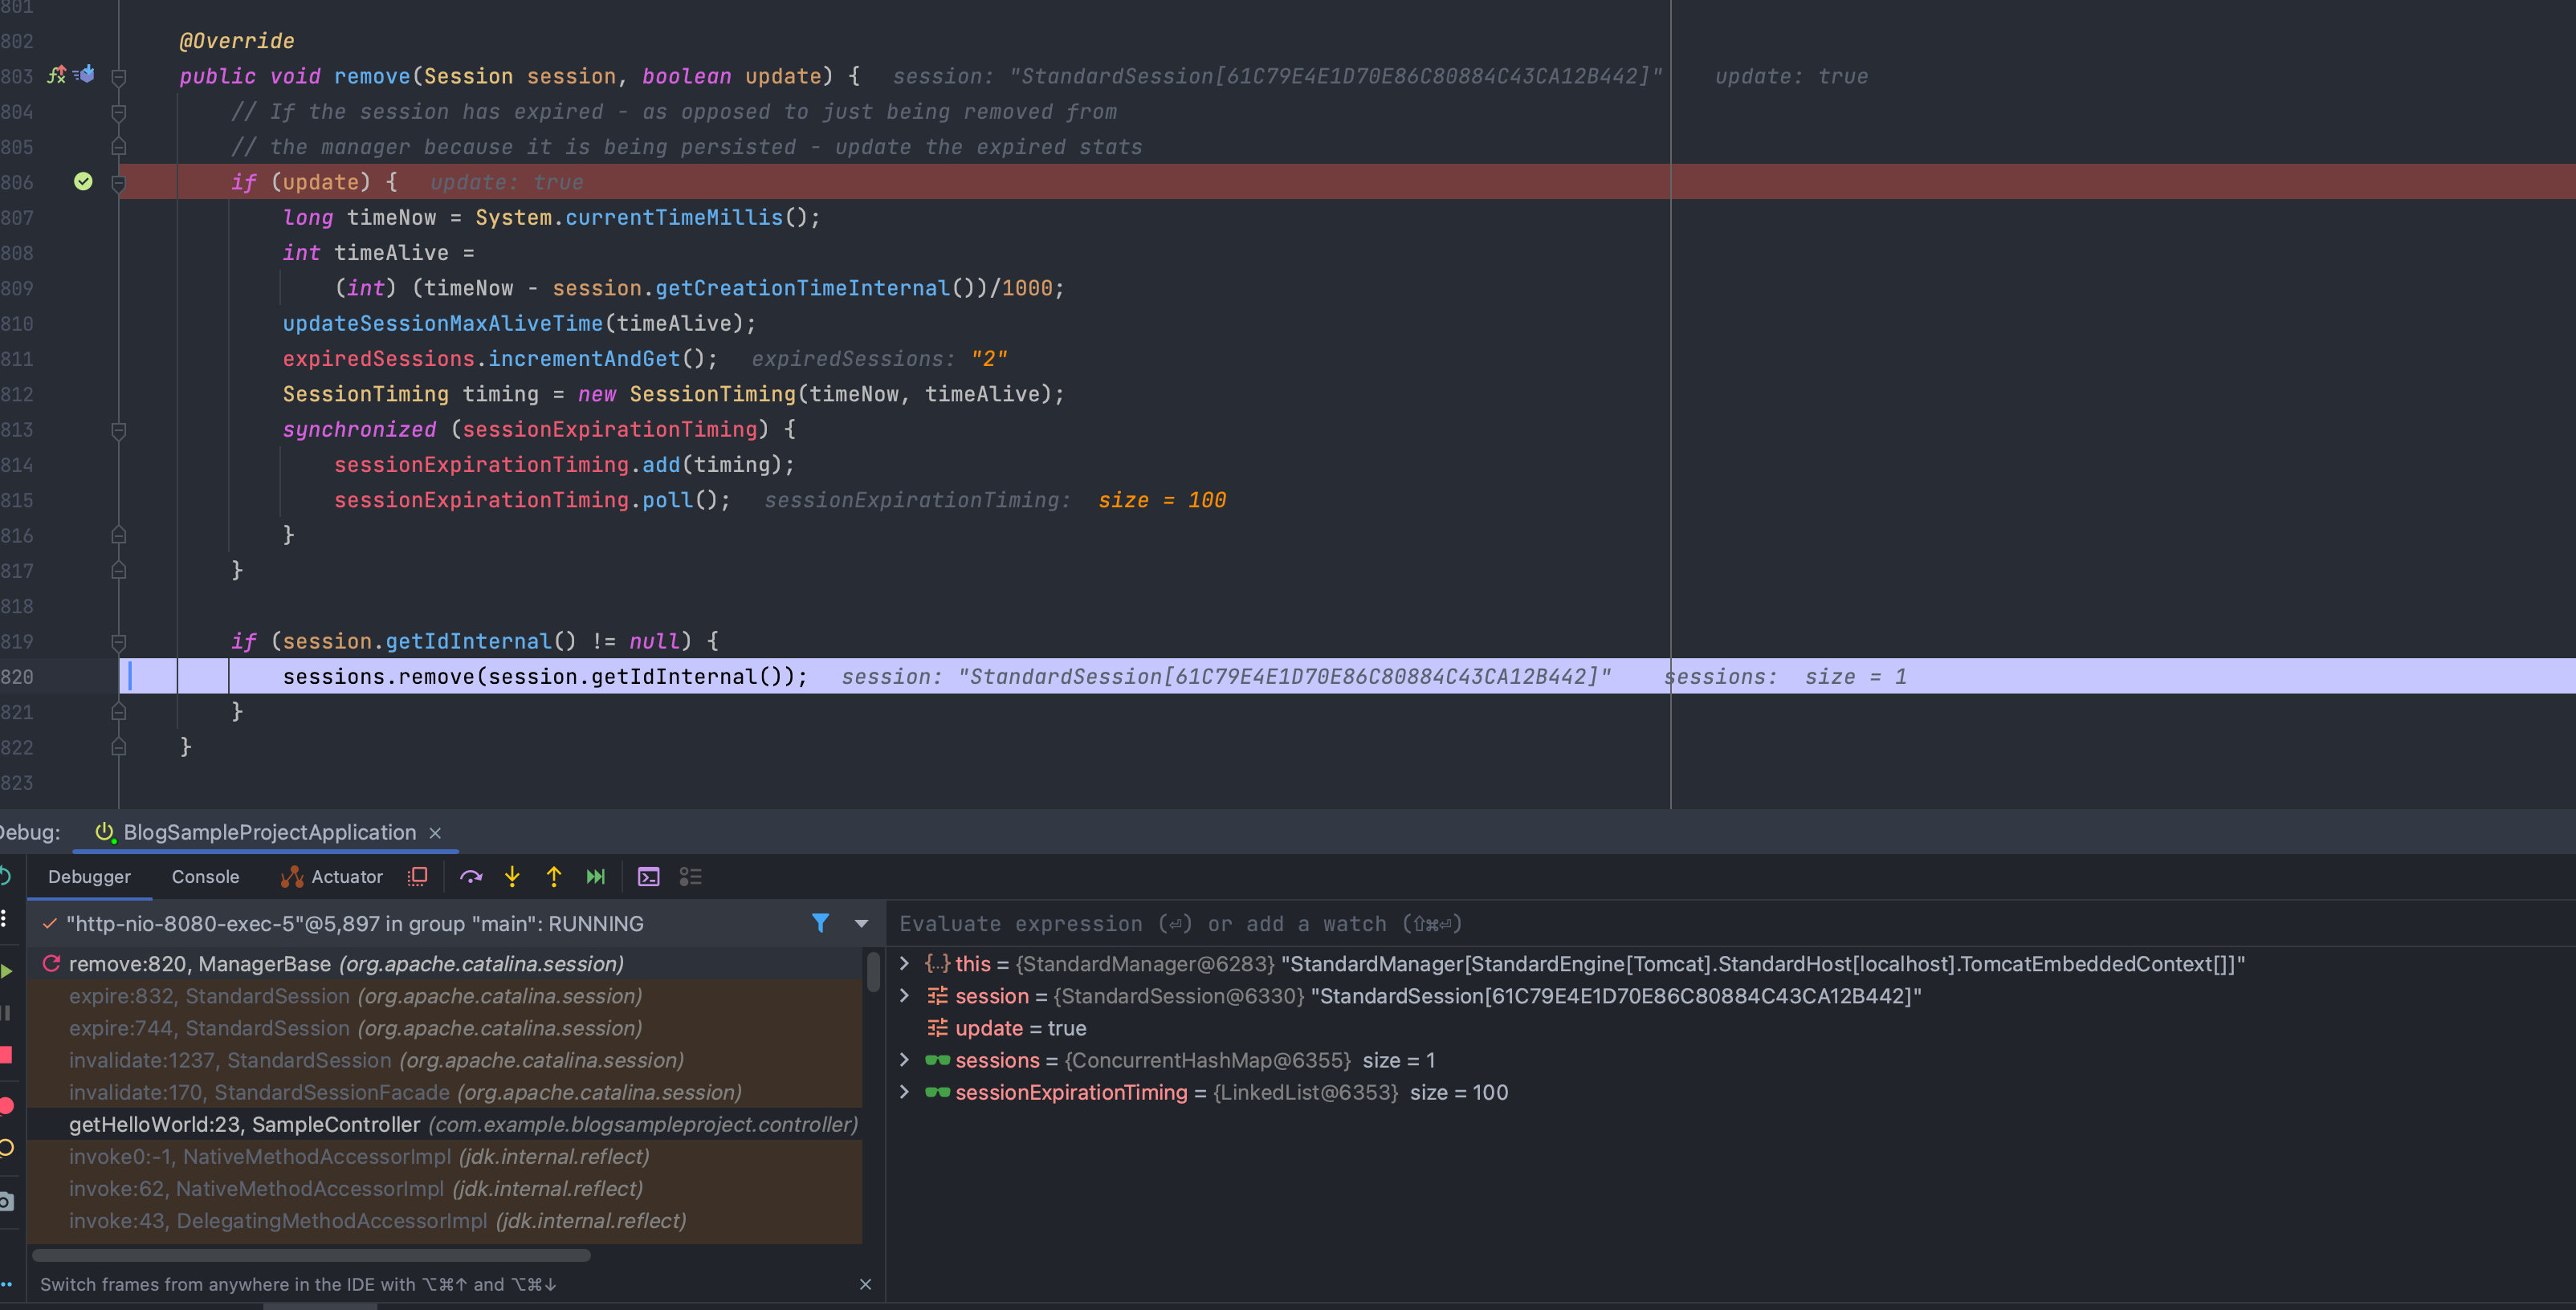 801
802 @Override
803 public void remove(Session session, boolean update) { session: "StandardSession[61C79E4E1D70E86C80884C43CA12B442]" update: true
804 // If the session has expired - as opposed to just being removed from
805 // the manager because it is being persisted - update the expired stats
806 if (update) { update: true
807 long timeNow = System.currentTimeMillis();
808 int timeAlive =
809 (int) (timeNow - session.getCreationTimeInternal())/1000;
810 updateSessionMaxAliveTime(timeAlive);
811 expiredSessions.incrementAndGet(); expiredSessions: "2"
812 SessionTiming timing = new SessionTiming(timeNow, timeAlive);
813 synchronized (sessionExpirationTiming) {
814 sessionExpirationTiming.add(timing);
815 sessionExpirationTiming.poll(); sessionExpirationTiming: size = 100
816 }
817 }
818
819 if (session.getIdInternal() != null) {
820 sessions.remove(session.getIdInternal()); session: "StandardSession[61C79E4E1D70E86C80884C43CA12B442]" sessions: size = 1
821 }
822 }
823
Debug: BlogSampleProjectApplication ×
Debugger Console Actuator
"http-nio-8080-exec-5"@5,897 in group "main": RUNNING
remove:820, ManagerBase (org.apache.catalina.session)
expire:832, StandardSession (org.apache.catalina.session)
expire:744, StandardSession (org.apache.catalina.session)
invalidate:1237, StandardSession (org.apache.catalina.session)
invalidate:170, StandardSessionFacade (org.apache.catalina.session)
getHelloWorld:23, SampleController (com.example.blogsampleproject.controller)
invoke0:-1, NativeMethodAccessorImpl (jdk.internal.reflect)
invoke:62, NativeMethodAccessorImpl (jdk.internal.reflect)
invoke:43, DelegatingMethodAccessorImpl (jdk.internal.reflect)
Switch frames from anywhere in the IDE with ⌥⌘↑ and ⌥⌘↓ ×
Evaluate expression (⏎) or add a watch (⇧⌘⏎)
this = {StandardManager@6283} "StandardManager[StandardEngine[Tomcat].StandardHost[localhost].TomcatEmbeddedContext[]]"
session = {StandardSession@6330} "StandardSession[61C79E4E1D70E86C80884C43CA12B442]"
update = true
sessions = {ConcurrentHashMap@6355} size = 1
sessionExpirationTiming = {LinkedList@6353} size = 100